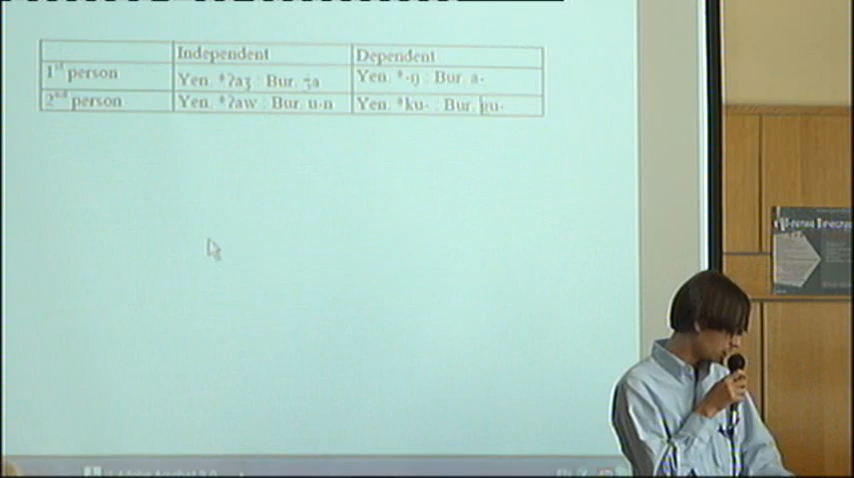 Independent Dependent
1st person Yen. *ʔaʒ : Bur. ʒa Yen. *-ŋ : Bur. a-
2nd person Yen. *ʔaw : Bur. u-n Yen. *ku- : Bur. gu-